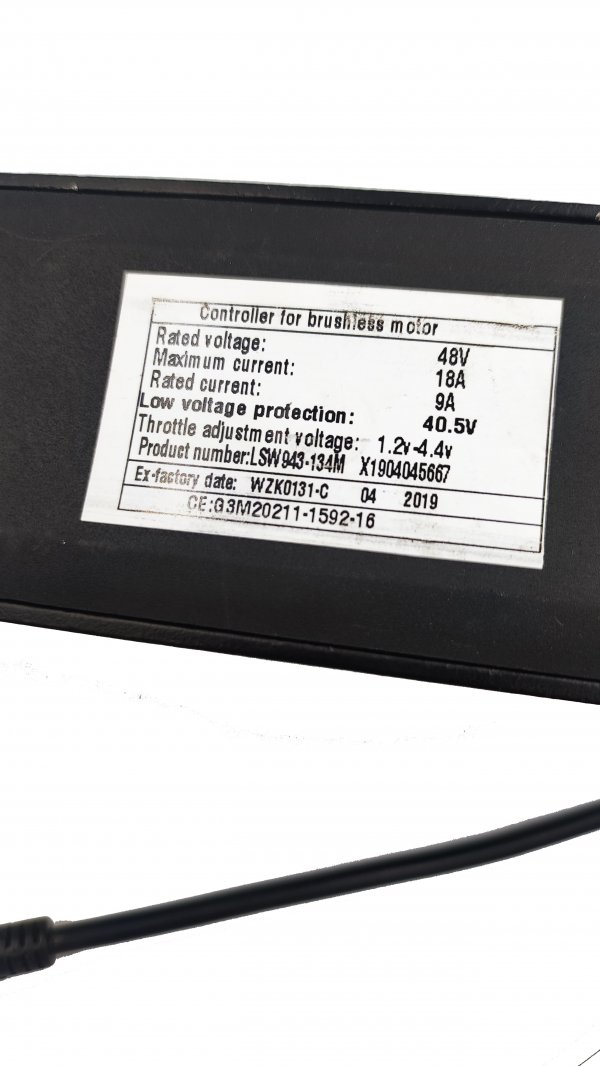 Controller for brushless motor
Rated voltage: 48V
Maximum current: 18A
Rated current: 9A
Low voltage protection: 40.5V
Throttle adjustment voltage: 1.2v-4.4v
Product number:LSW943-134M X1904045667
Ex-factory date: WZK0131-C 04 2019
CE:G3M20211-1592-16